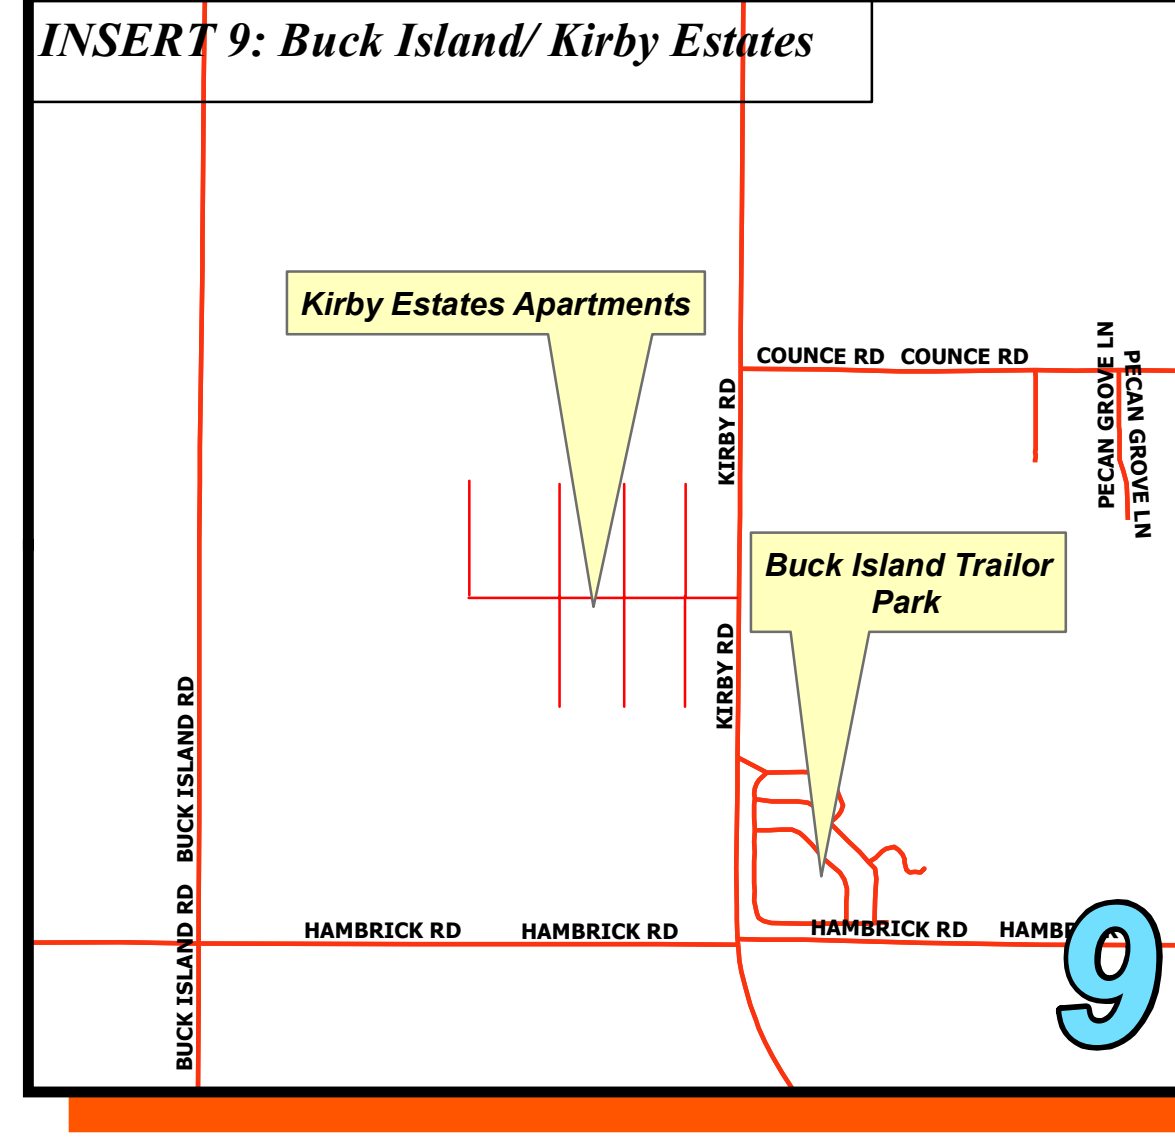 INSERT 9: Buck Island/ Kirby Estates
Kirby Estates Apartments
COUNCE RD COUNCE RD
PECAN GROVE LN
PECAN GROVE LN
KIRBY RD
Buck Island Trailor
Park
KIRBY RD
BUCK ISLAND RD
BUCK ISLAND RD
HAMBRICK RD HAMBRICK RD HAMBRICK RD
9